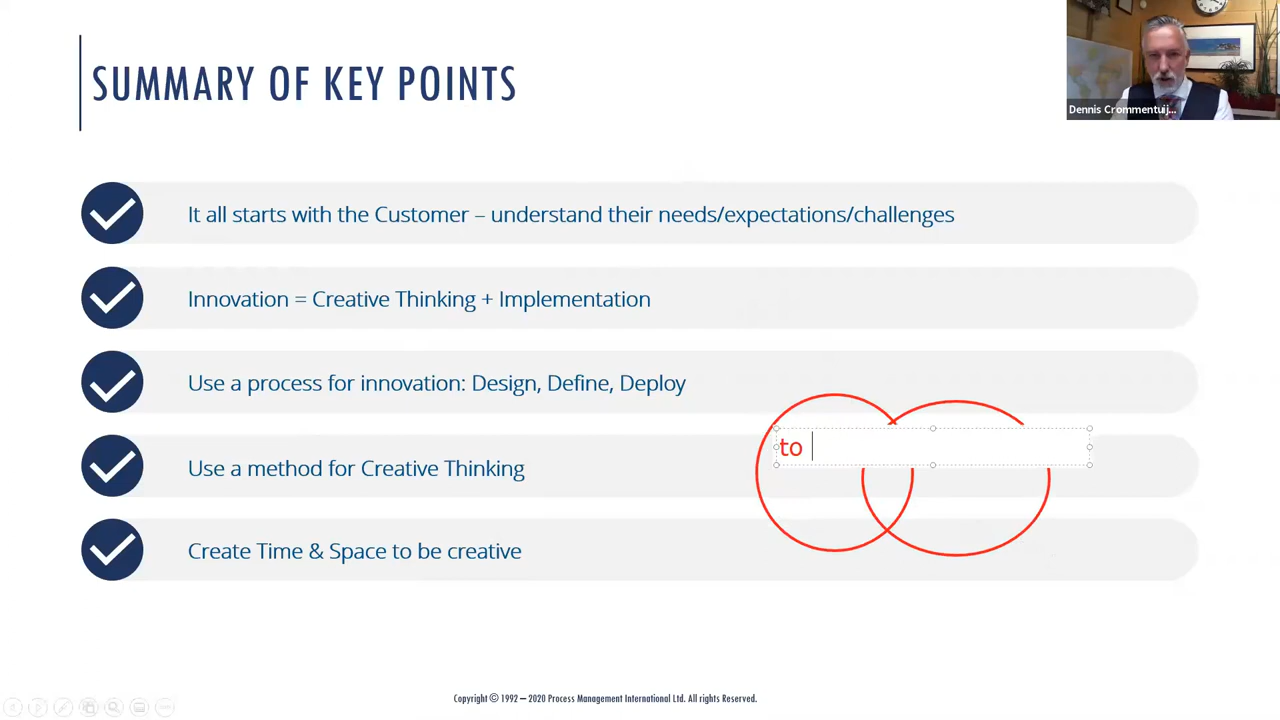 SUMMARY OF KEY POINTS
Dennis Crommentuij...
It all starts with the Customer – understand their needs/expectations/challenges
Innovation = Creative Thinking + Implementation
Use a process for innovation: Design, Define, Deploy
to
Use a method for Creative Thinking
Create Time & Space to be creative
Copyright © 1992 – 2020 Process Management International Ltd. All rights Reserved.